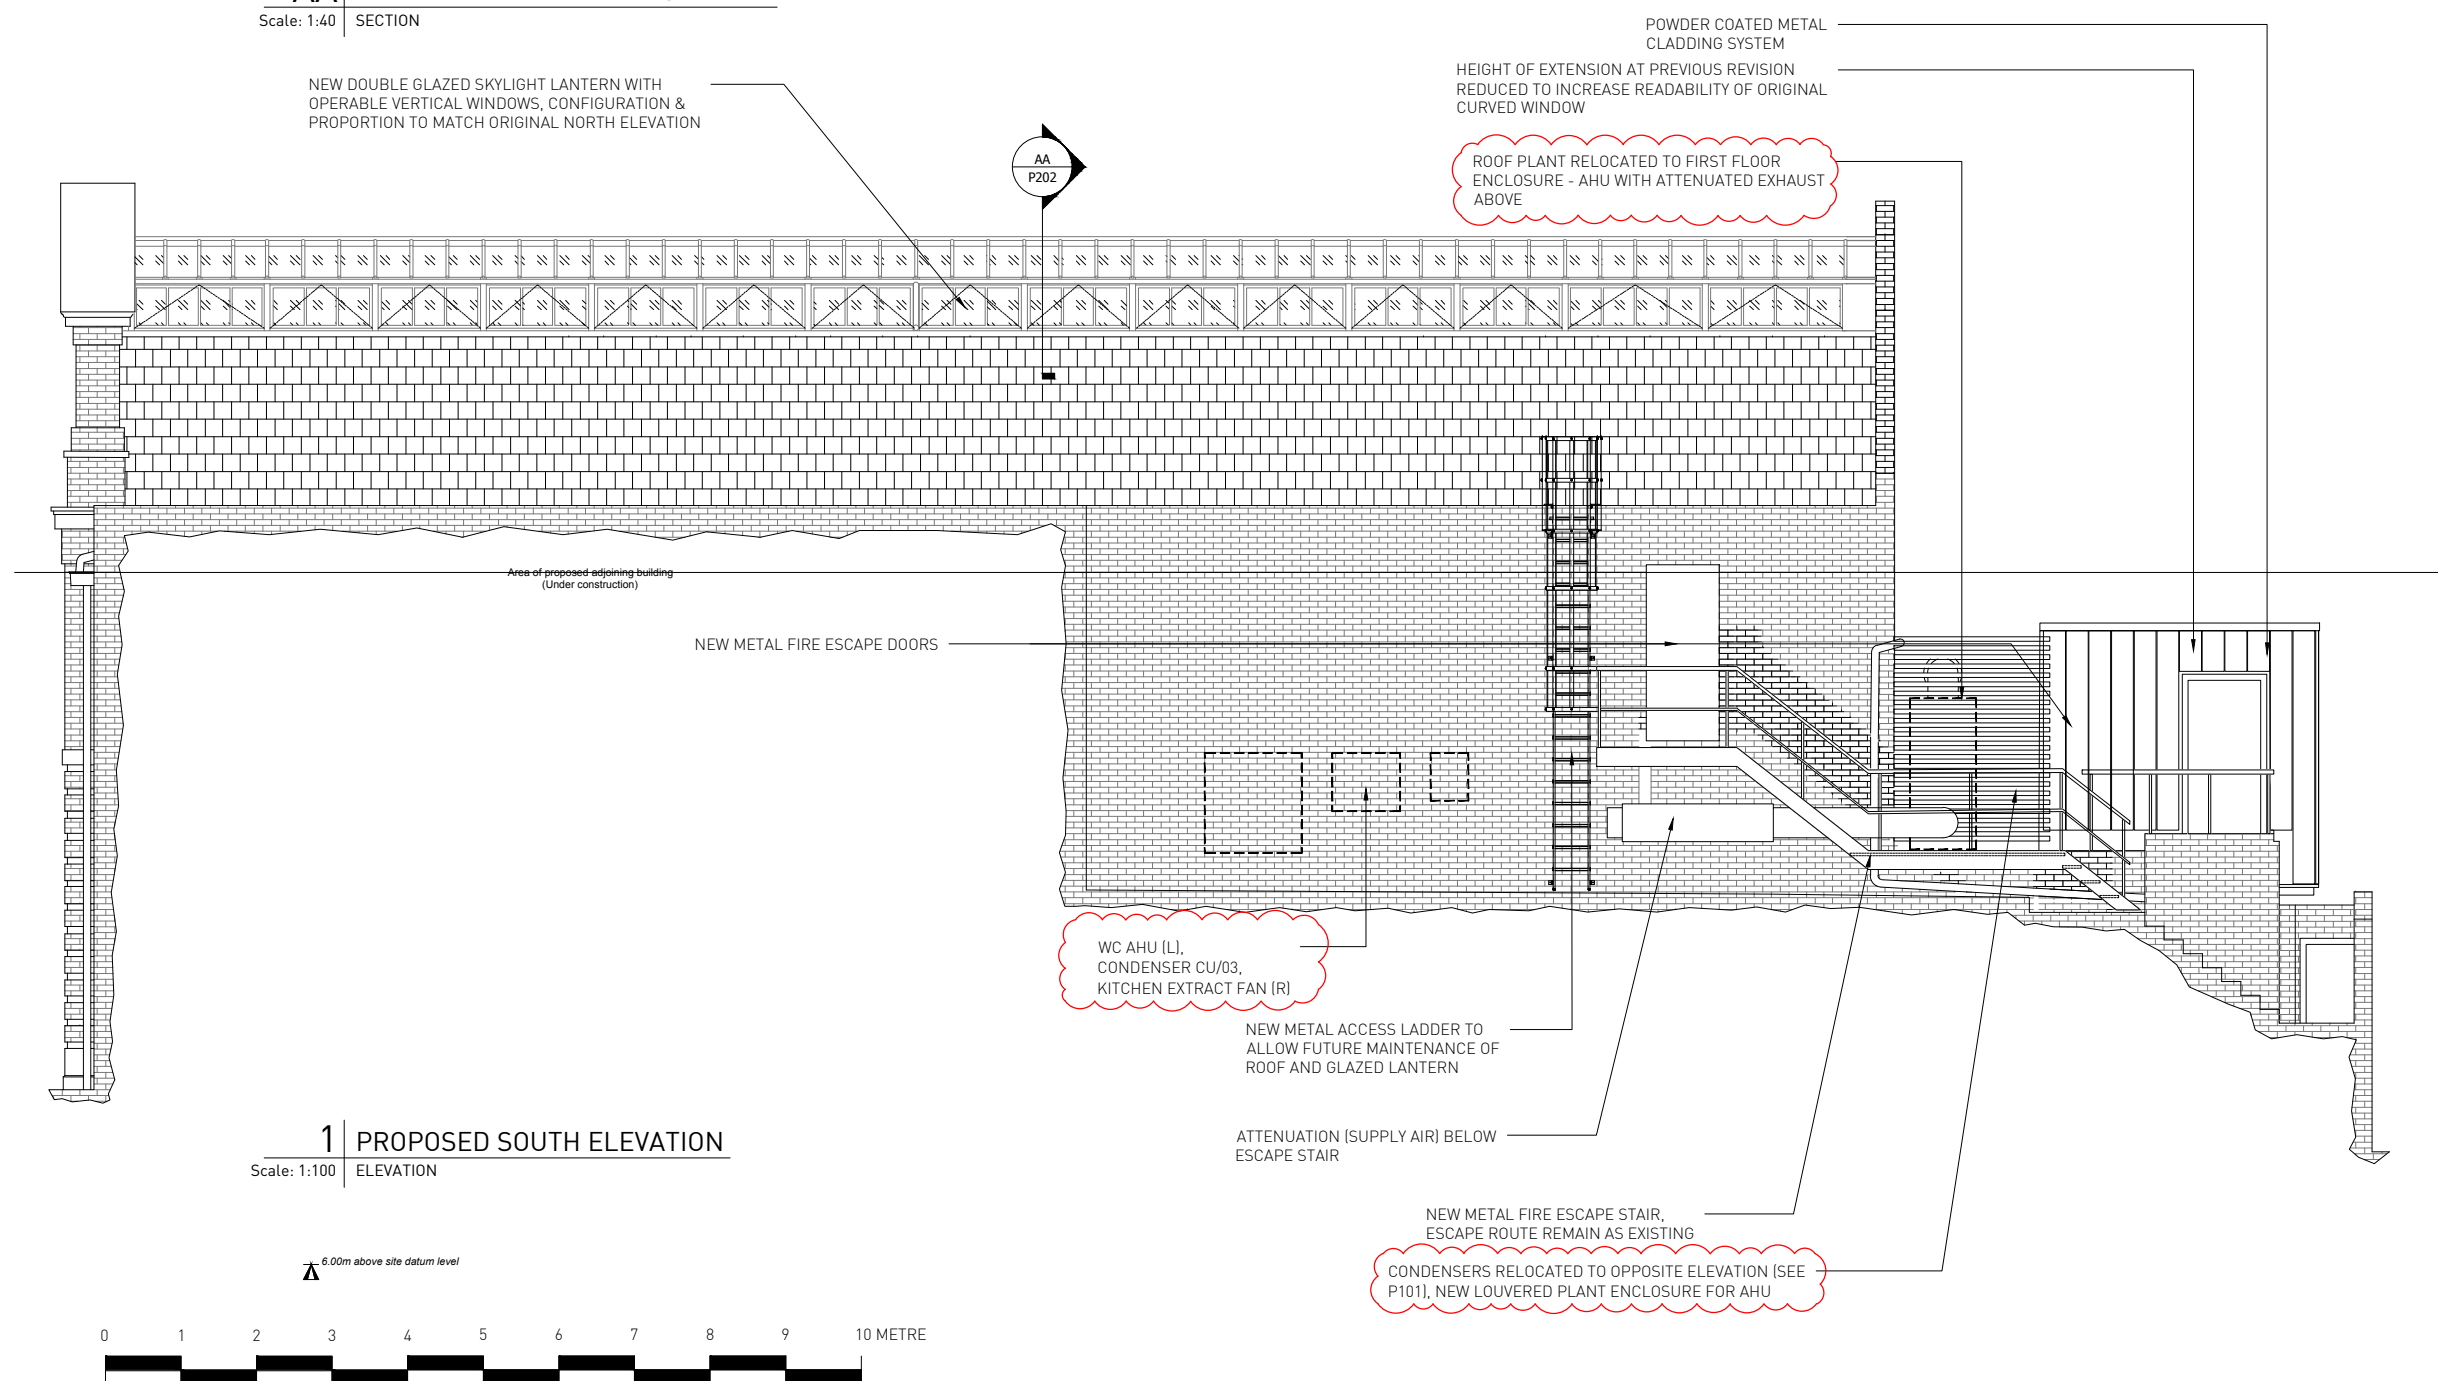 Scale: 1:40
SECTION
POWDER COATED METAL
CLADDING SYSTEM
HEIGHT OF EXTENSION AT PREVIOUS REVISION
REDUCED TO INCREASE READABILITY OF ORIGINAL
CURVED WINDOW
NEW DOUBLE GLAZED SKYLIGHT LANTERN WITH
OPERABLE VERTICAL WINDOWS, CONFIGURATION &
PROPORTION TO MATCH ORIGINAL NORTH ELEVATION
AA
P202
ROOF PLANT RELOCATED TO FIRST FLOOR
ENCLOSURE - AHU WITH ATTENUATED EXHAUST
ABOVE
Area of proposed adjoining building
(Under construction)
NEW METAL FIRE ESCAPE DOORS
WC AHU (L),
CONDENSER CU/03,
KITCHEN EXTRACT FAN (R)
NEW METAL ACCESS LADDER TO
ALLOW FUTURE MAINTENANCE OF
ROOF AND GLAZED LANTERN
ATTENUATION (SUPPLY AIR) BELOW
ESCAPE STAIR
1
PROPOSED SOUTH ELEVATION
Scale: 1:100
ELEVATION
NEW METAL FIRE ESCAPE STAIR,
ESCAPE ROUTE REMAIN AS EXISTING
CONDENSERS RELOCATED TO OPPOSITE ELEVATION (SEE
P101), NEW LOUVERED PLANT ENCLOSURE FOR AHU
6.00m above site datum level
0 1 2 3 4 5 6 7 8 9 10 METRE